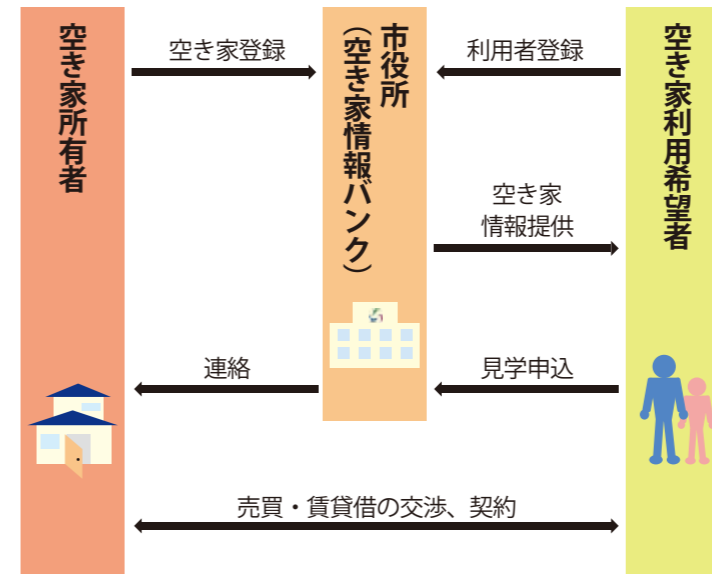 空き家所有者
市役所
（空き家情報バンク）
空き家利用希望者
空き家登録
利用者登録
空き家
情報提供
連絡
見学申込
売買・賃貸借の交渉、契約